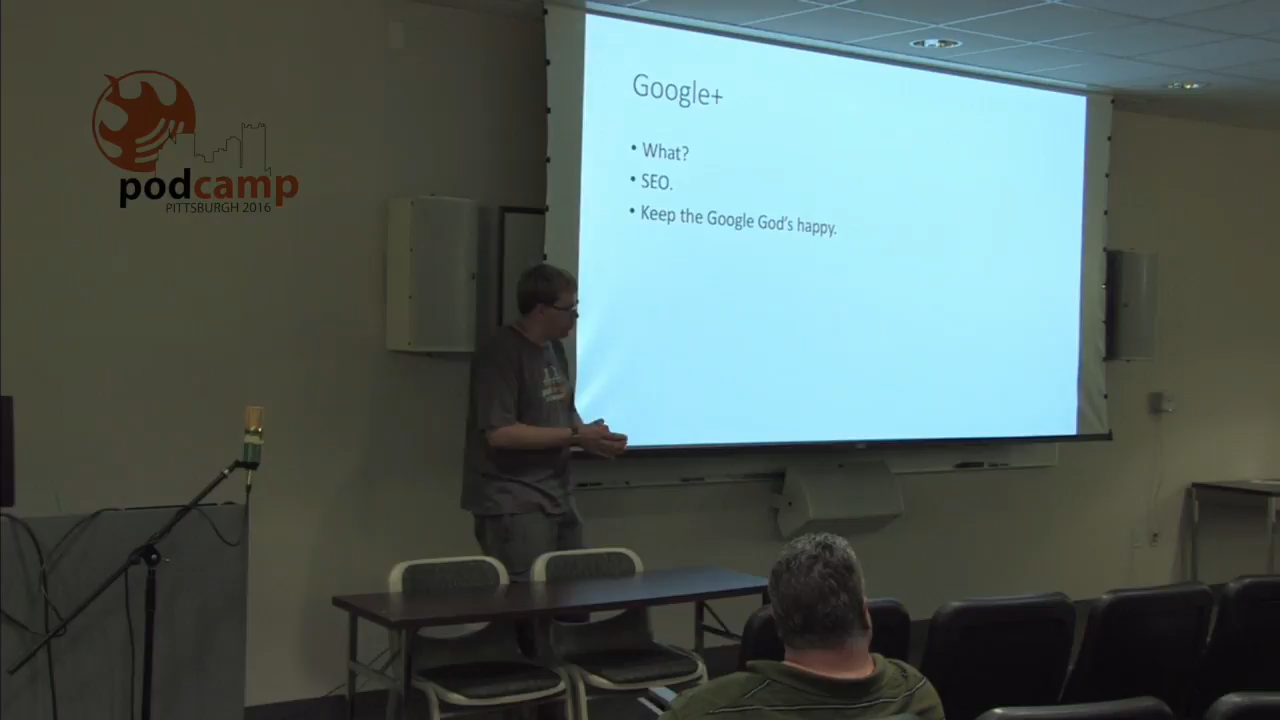 podcamp
PITTSBURGH 2016
Google+
• What?
• SEO.
• Keep the Google God's happy.